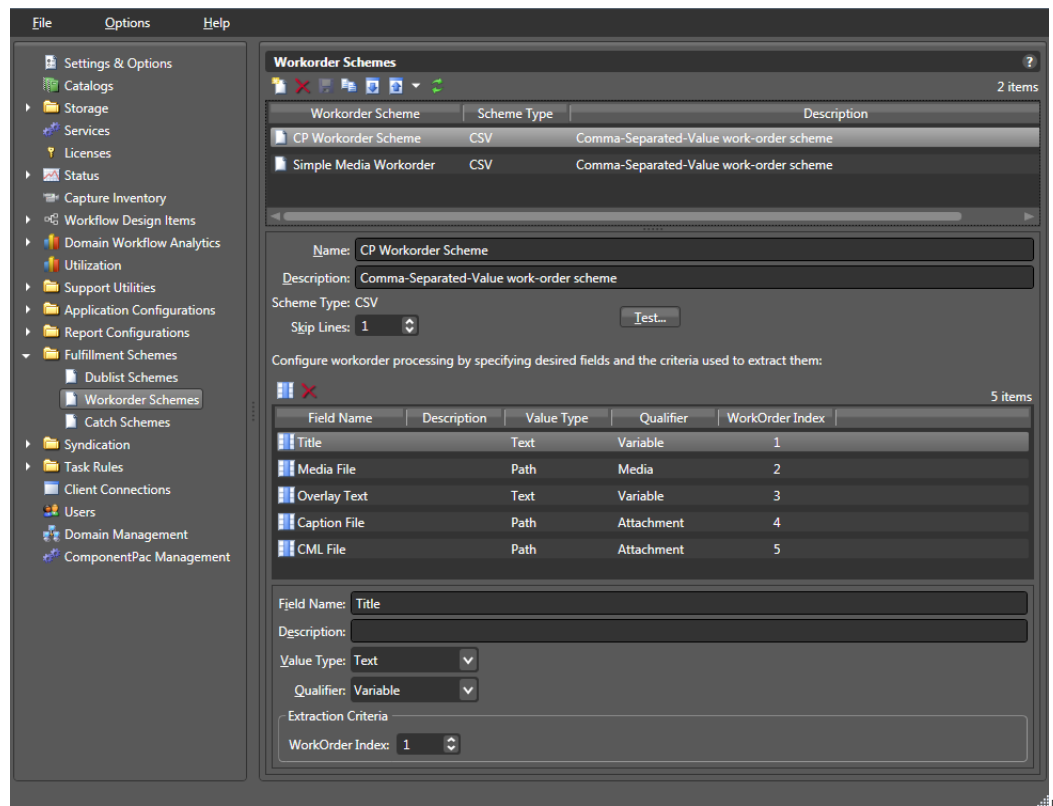 File Options Help
Settings & Options
Catalogs
Storage
Services
Licenses
Status
Capture Inventory
Workflow Design Items
Domain Workflow Analytics
Utilization
Support Utilities
Application Configurations
Report Configurations
Fulfillment Schemes
Dublist Schemes
Workorder Schemes
Catch Schemes
Syndication
Task Rules
Client Connections
Users
Domain Management
ComponentPac Management
Workorder Schemes ?
2 items
Workorder Scheme Scheme Type Description
CP Workorder Scheme CSV Comma-Separated-Value work-order scheme
Simple Media Workorder CSV Comma-Separated-Value work-order scheme
Name: CP Workorder Scheme
Description: Comma-Separated-Value work-order scheme
Scheme Type: CSV
Skip Lines: 1 Test...
Configure workorder processing by specifying desired fields and the criteria used to extract them:
5 items
Field Name Description Value Type Qualifier WorkOrder Index
Title Text Variable 1
Media File Path Media 2
Overlay Text Text Variable 3
Caption File Path Attachment 4
CML File Path Attachment 5
Field Name: Title
Description:
Value Type: Text
Qualifier: Variable
Extraction Criteria
WorkOrder Index: 1